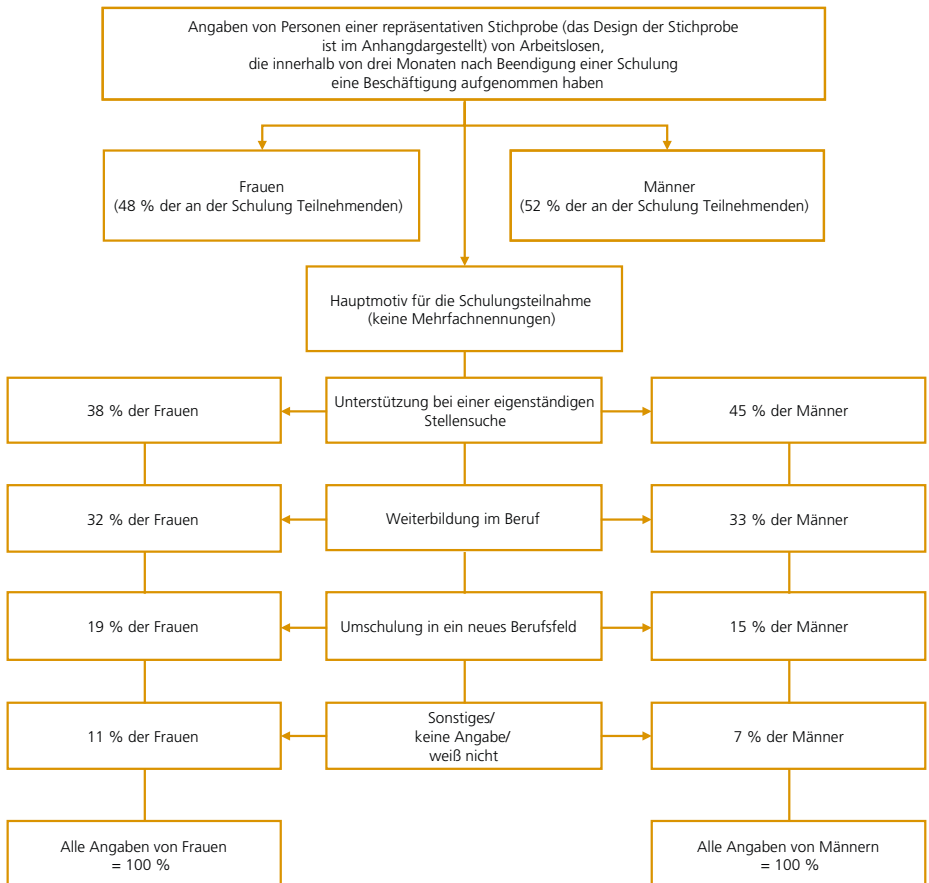 Angaben von Personen einer repräsentativen Stichprobe (das Design der Stichprobe
ist im Anhangdargestellt) von Arbeitslosen,
die innerhalb von drei Monaten nach Beendigung einer Schulung
eine Beschäftigung aufgenommen haben
Frauen
(48 % der an der Schulung Teilnehmenden)
Männer
(52 % der an der Schulung Teilnehmenden)
Hauptmotiv für die Schulungsteilnahme
(keine Mehrfachnennungen)
38 % der Frauen
Unterstützung bei einer eigenständigen
Stellensuche
45 % der Männer
32 % der Frauen
Weiterbildung im Beruf
33 % der Männer
19 % der Frauen
Umschulung in ein neues Berufsfeld
15 % der Männer
11 % der Frauen
Sonstiges/
keine Angabe/
weiß nicht
7 % der Männer
Alle Angaben von Frauen
= 100 %
Alle Angaben von Männern
= 100 %